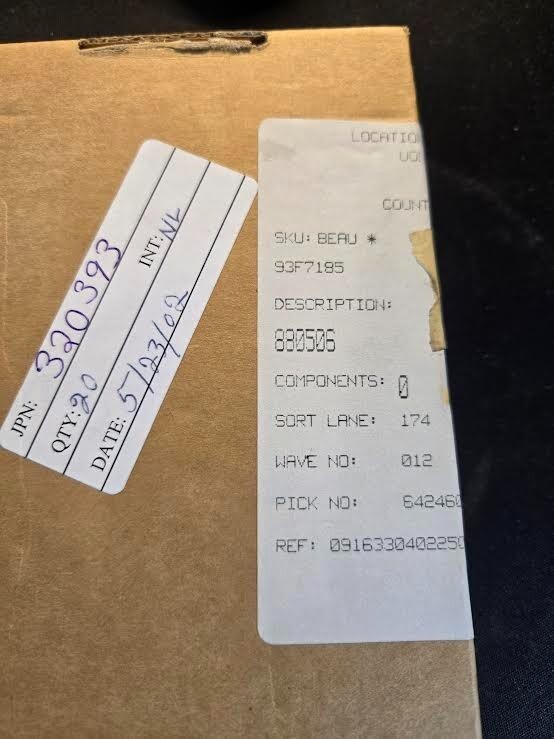 JPN: 320393
QTY: 20 INT: NL
DATE: 5/23/02
LOCATIO
COUNT
SKU: BEAU *
93F7185
DESCRIPTION:
880506
COMPONENTS: 0
SORT LANE: 174
WAVE NO: 012
PICK NO: 642460
REF: 0916330402250